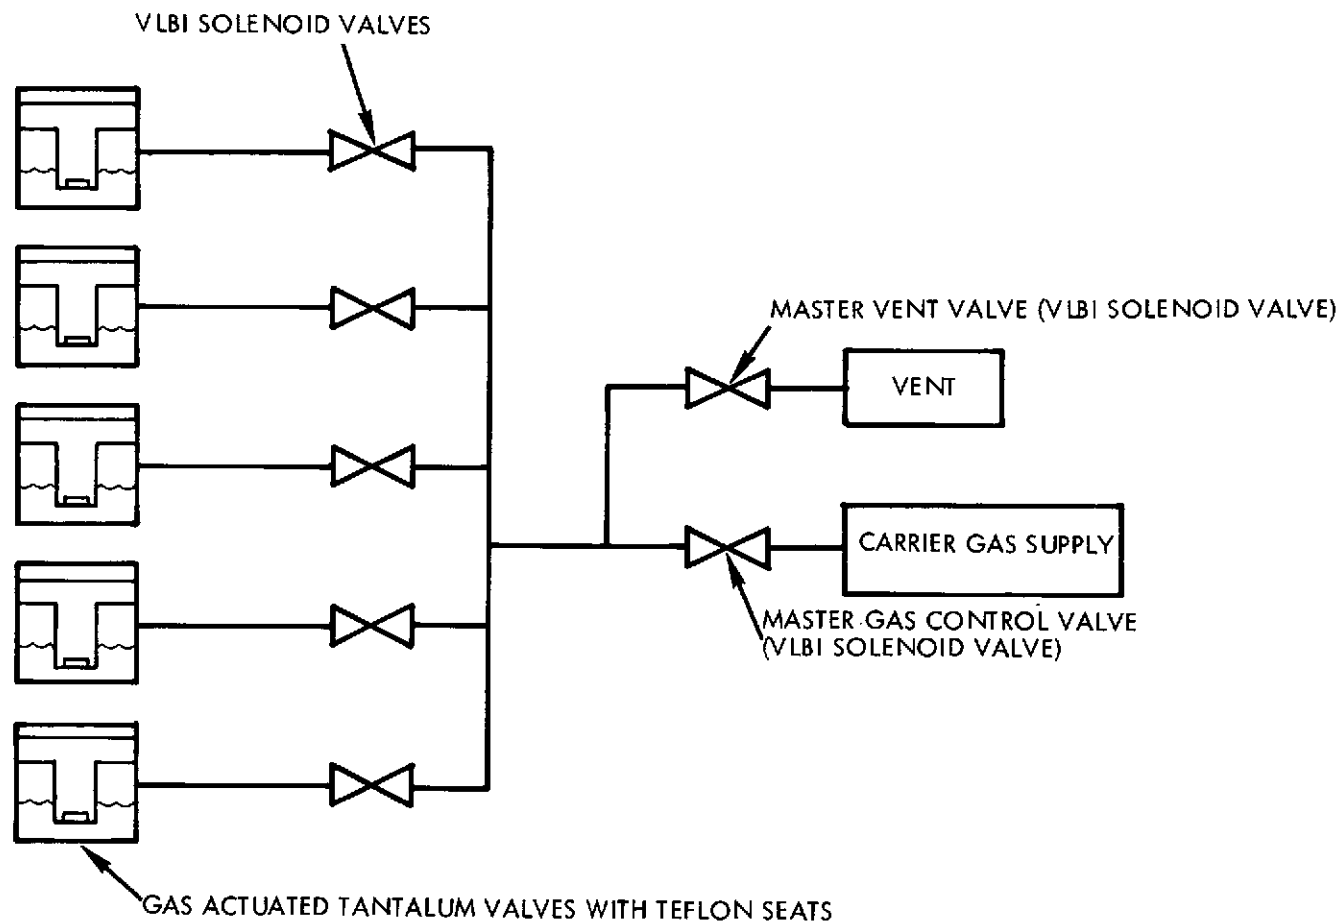 VLBI SOLENOID VALVES
MASTER VENT VALVE (VLBI SOLENOID VALVE)
VENT
CARRIER GAS SUPPLY
MASTER GAS CONTROL VALVE
(VLBI SOLENOID VALVE)
GAS ACTUATED TANTALUM VALVES WITH TEFLON SEATS